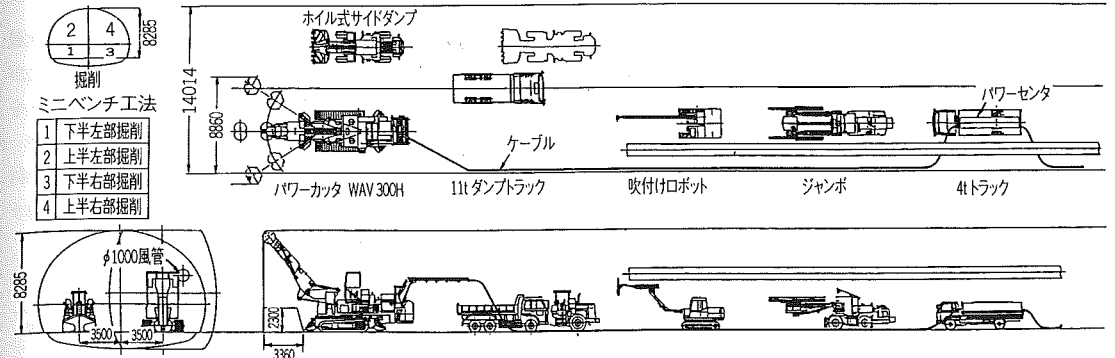 2 4
1 3
8285
掘削
ミニベンチ工法
1 下半左部掘削
2 上半左部掘削
3 下半右部掘削
4 上半右部掘削
14014
8860
ホイル式サイドダンプ
パワーセンタ
ケーブル
パワーカッタ WAV 300H
11tダンプトラック
吹付けロボット
ジャンボ
4tトラック
8285
φ1000風管
3500 3500
2300
3360